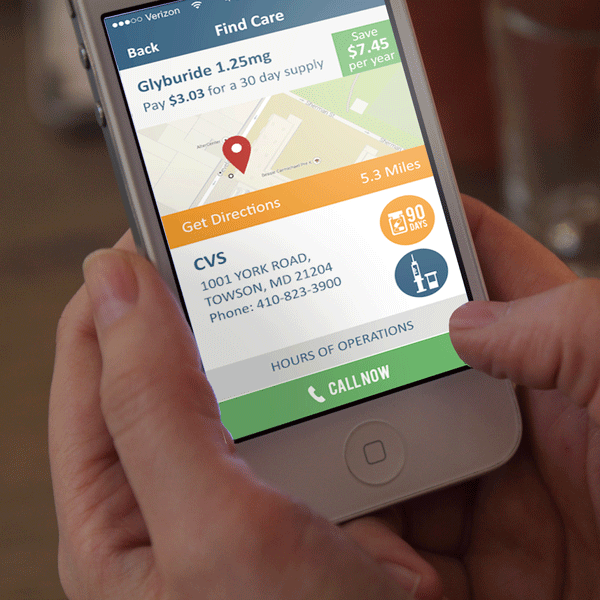 Verizon
Back
Find Care
Glyburide 1.25mg
Pay $3.03 for a 30 day supply
Save
$7.45
per year
Get Directions
5.3 Miles
CVS
1001 YORK ROAD,
TOWSON, MD 21204
Phone: 410-823-3900
90
DAYS
HOURS OF OPERATIONS
CALL NOW